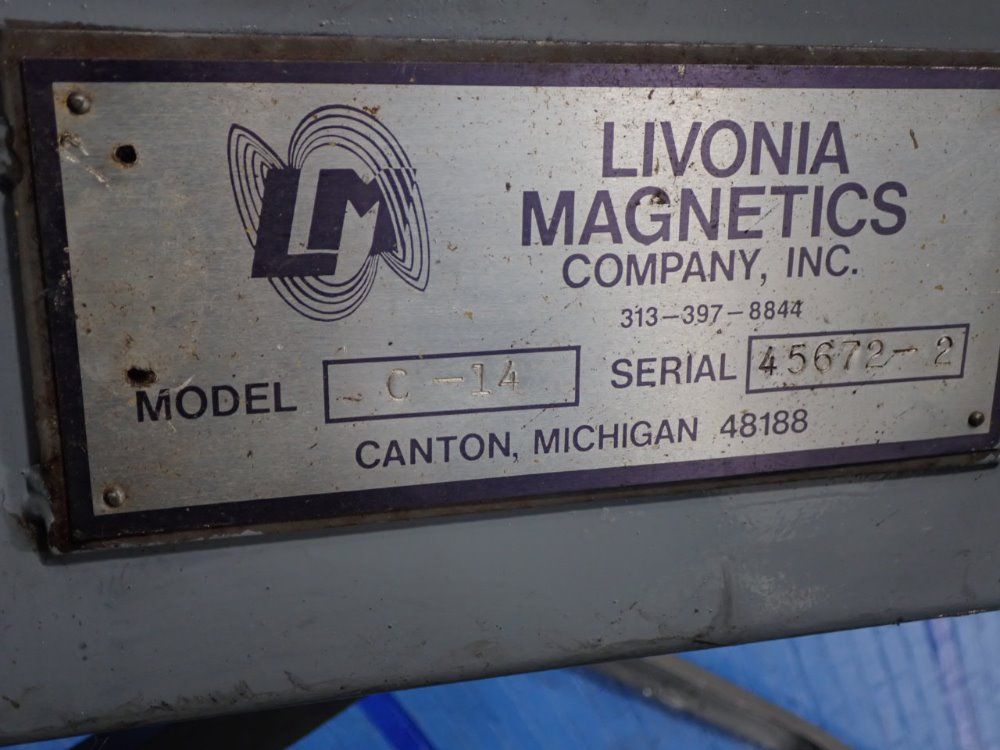 LM
LIVONIA
MAGNETICS
COMPANY, INC.
313-397-8844
MODEL C-14 SERIAL 45672-2
CANTON, MICHIGAN 48188